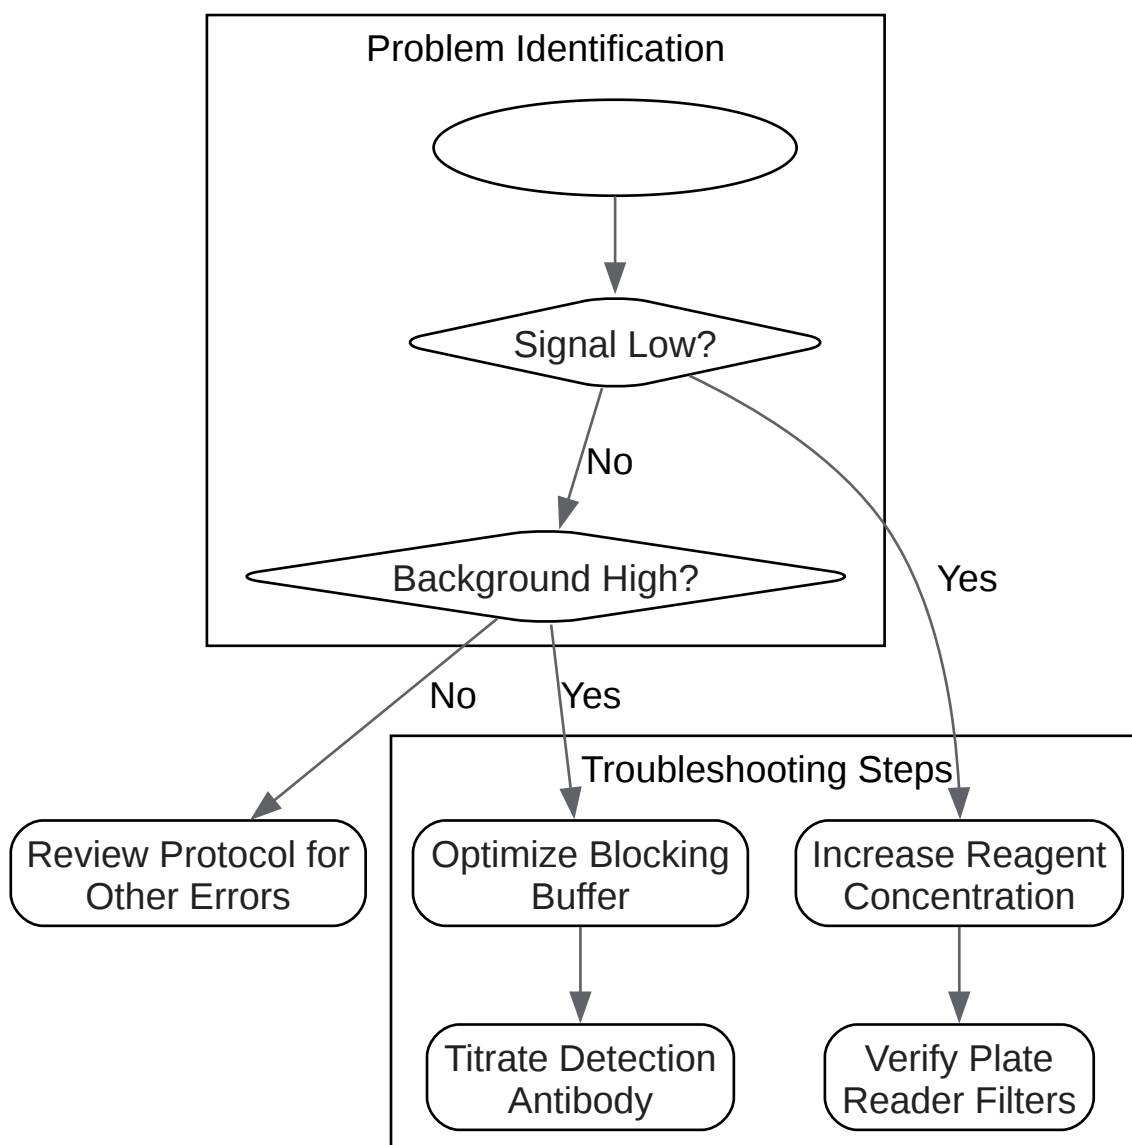 Problem Identification
Signal Low?
No
Background High?
Yes
No
Yes
Troubleshooting Steps
Review Protocol for
Other Errors
Optimize Blocking
Buffer
Increase Reagent
Concentration
Titrate Detection
Antibody
Verify Plate
Reader Filters